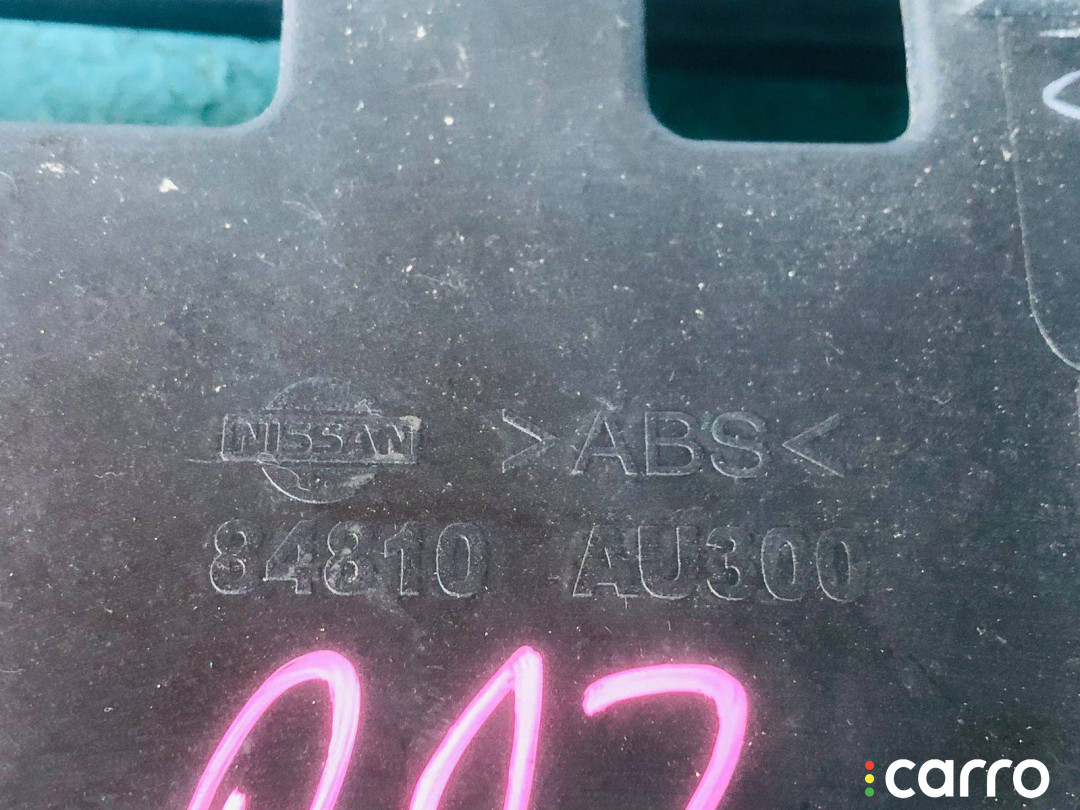 NISSAN >ABS<
84810 AU300
carro